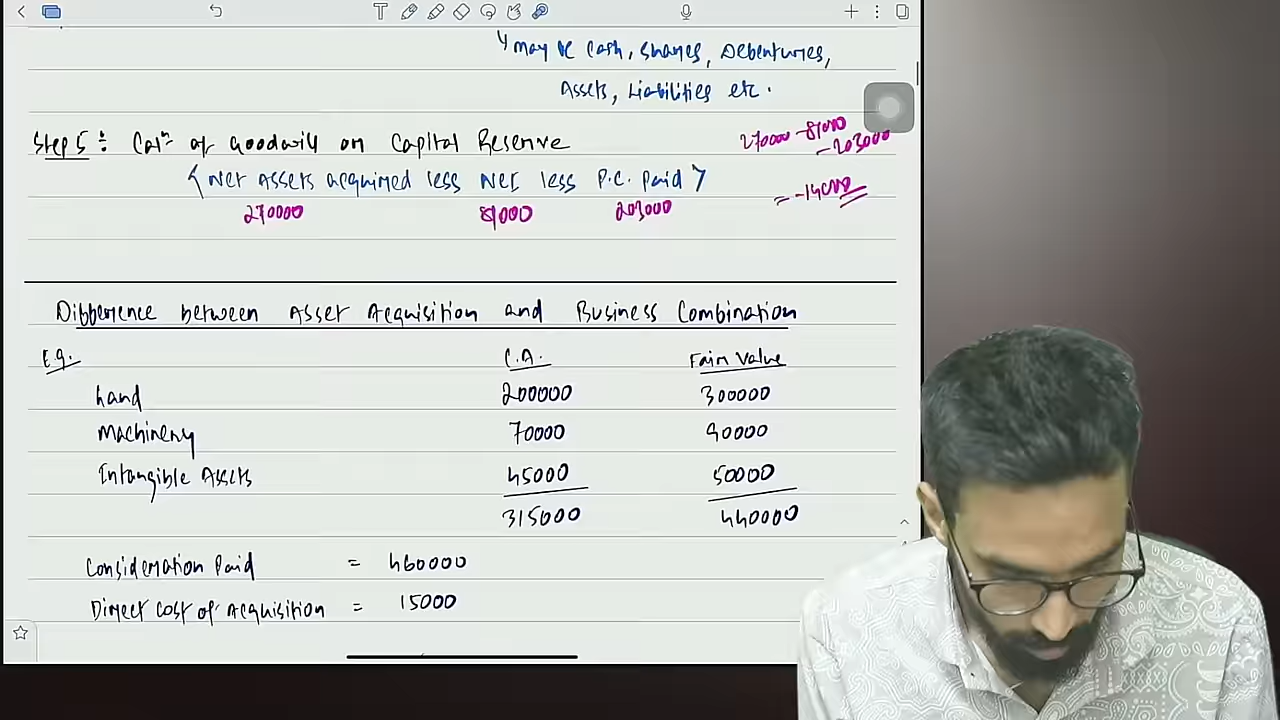 may be Cash, Shares, Debentures,
Assets, Liabilities etc.
Step 5: Calⁿ of Goodwill or Capital Reserve
270000 - 81000
- 203000
< Net Assets acquired less NCI less P.C. paid >
= -14000
270000 81000 203000
Difference between Asset Acquisition and Business Combination
E.g. C.A. Fair Value
Land 200000 300000
Machinery 70000 90000
Intangible Assets 45000 50000
315000 440000
Consideration Paid = 460000
Direct cost of Acquisition = 15000